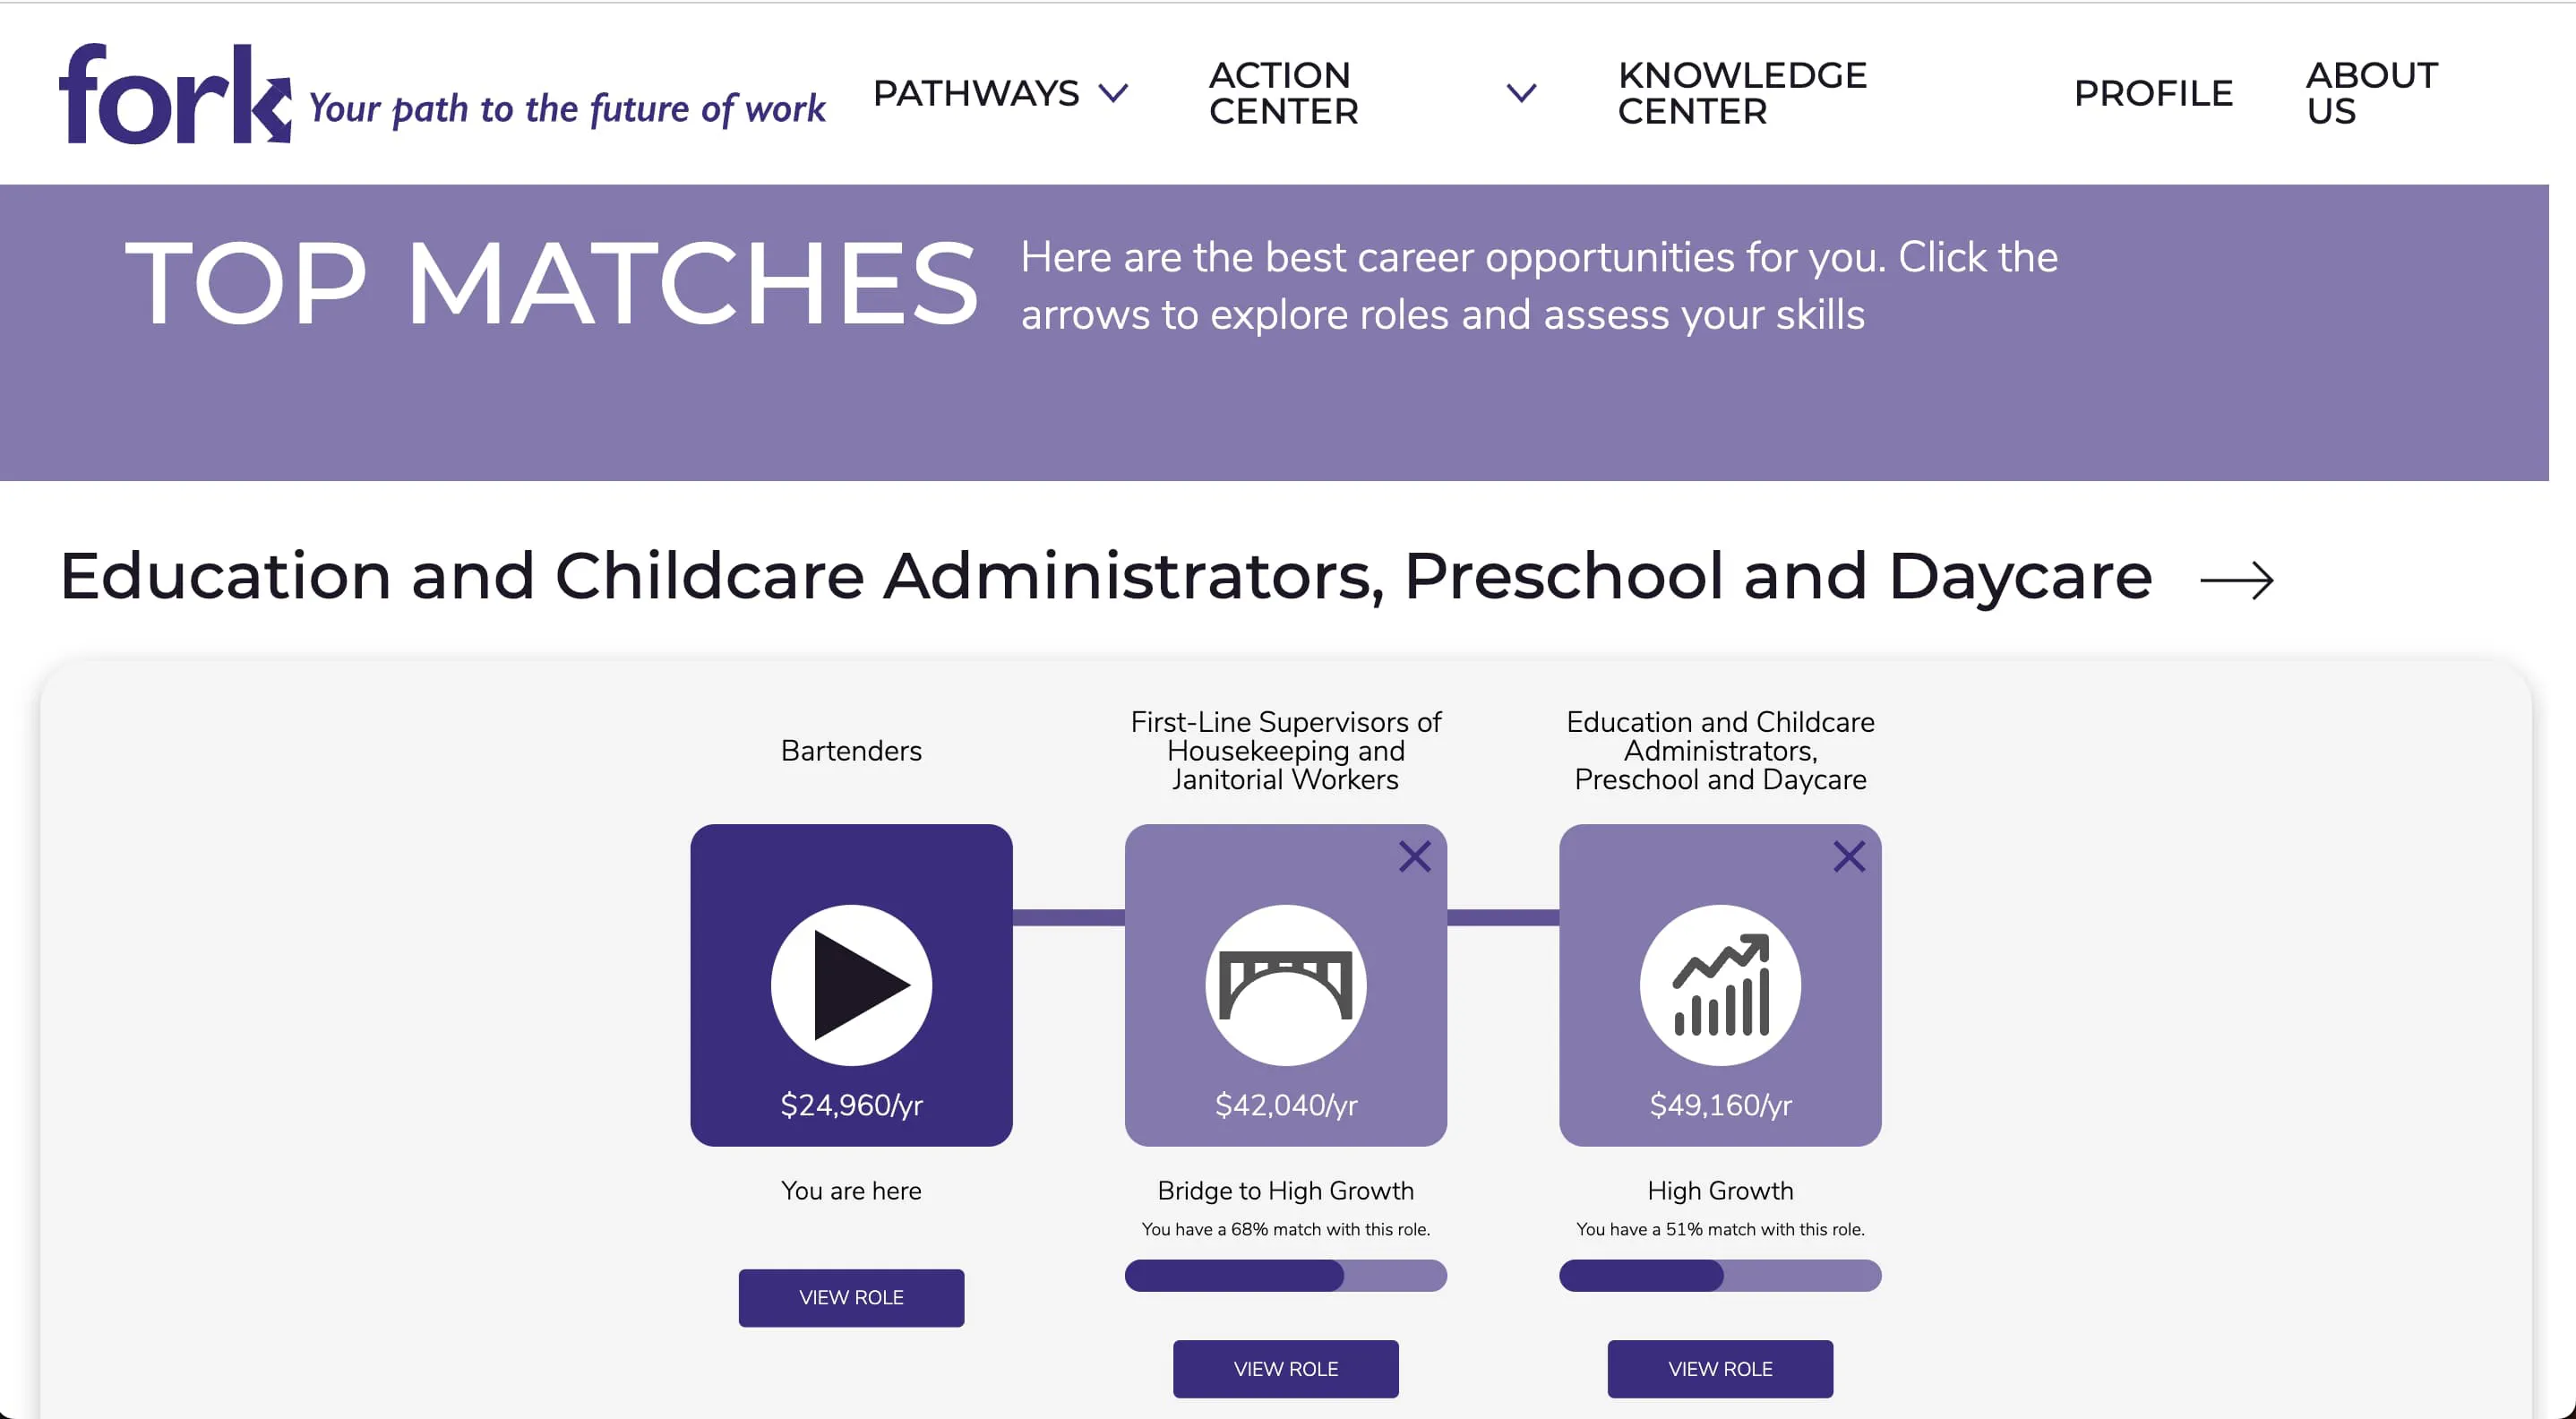 fork Your path to the future of work
PATHWAYS
ACTION
CENTER
KNOWLEDGE
CENTER
PROFILE
ABOUT
US
TOP MATCHES
Here are the best career opportunities for you. Click the
arrows to explore roles and assess your skills
Education and Childcare Administrators, Preschool and Daycare
Bartenders
$24,960/yr
You are here
VIEW ROLE
First-Line Supervisors of
Housekeeping and
Janitorial Workers
$42,040/yr
Bridge to High Growth
You have a 68% match with this role.
VIEW ROLE
Education and Childcare
Administrators,
Preschool and Daycare
$49,160/yr
High Growth
You have a 51% match with this role.
VIEW ROLE